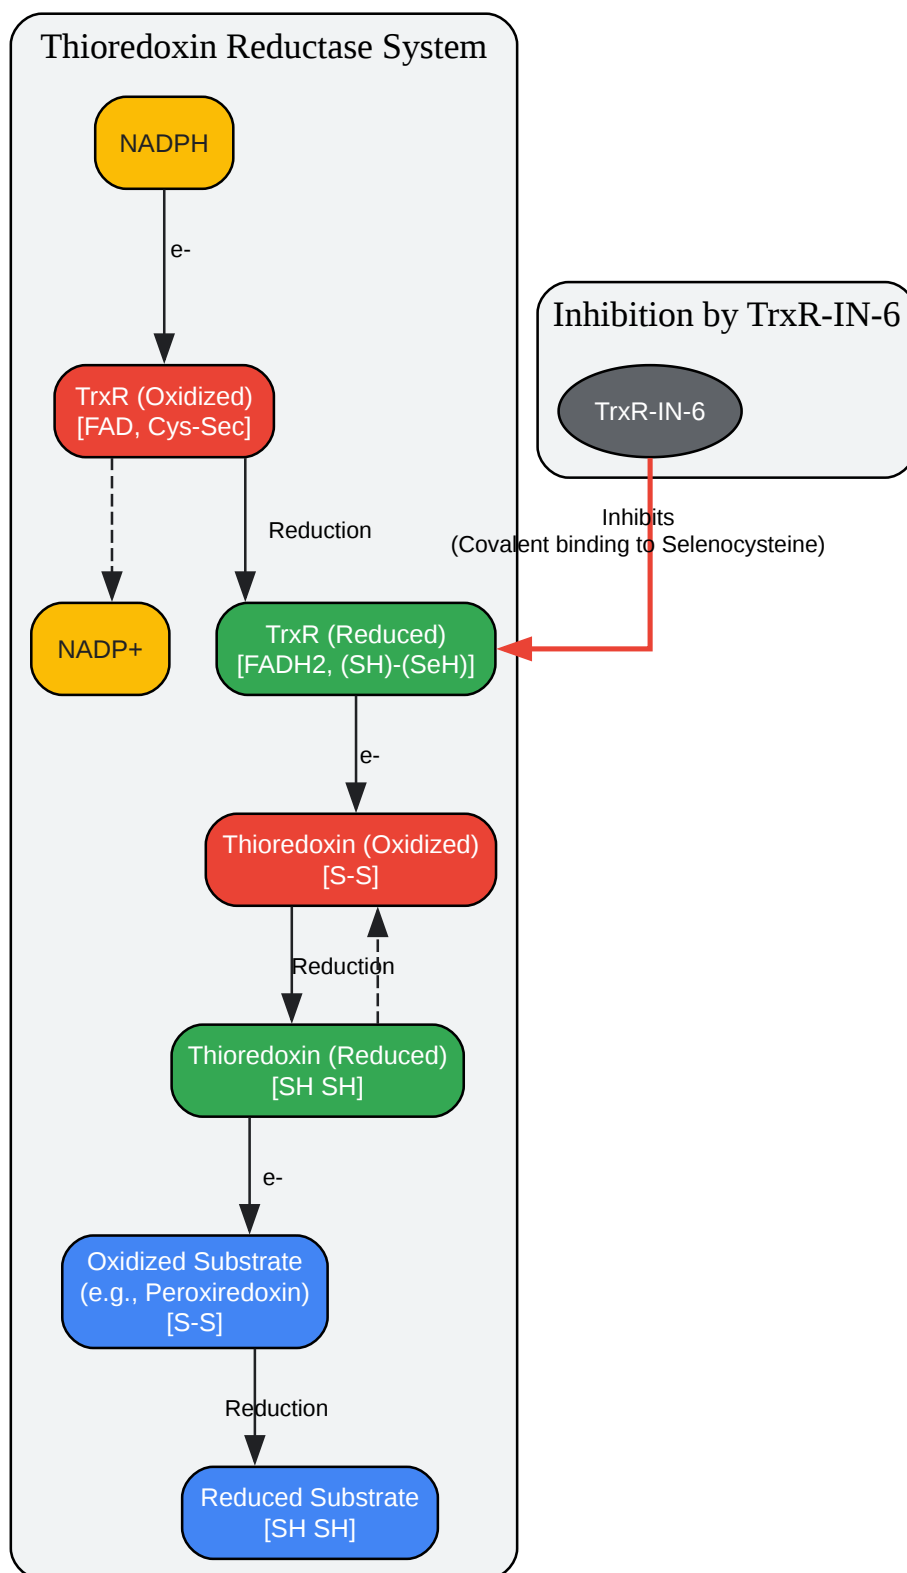 Thioredoxin Reductase System
NADPH
e-
Inhibition by TrxR-IN-6
TrxR (Oxidized)
[FAD, Cys-Sec]
TrxR-IN-6
Reduction
Inhibits
(Covalent binding to Selenocysteine)
NADP+
TrxR (Reduced)
[FADH2, (SH)-(SeH)]
e-
Thioredoxin (Oxidized)
[S-S]
Reduction
Thioredoxin (Reduced)
[SH SH]
e-
Oxidized Substrate
(e.g., Peroxiredoxin)
[S-S]
Reduction
Reduced Substrate
[SH SH]